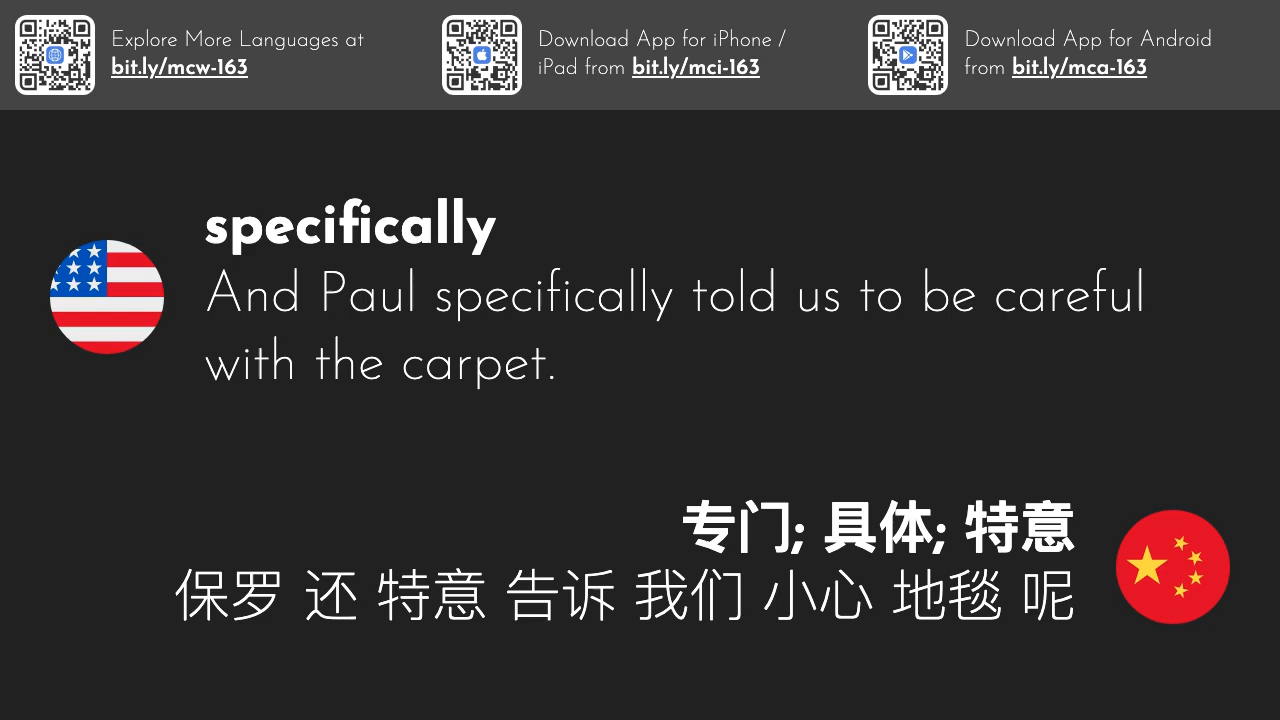 Explore More Languages at
bit.ly/mcw-163
Download App for iPhone /
iPad from bit.ly/mci-163
Download App for Android
from bit.ly/mca-163
specifically
And Paul specifically told us to be careful
with the carpet.
专门; 具体; 特意
保罗 还 特意 告诉 我们 小心 地毯 呢